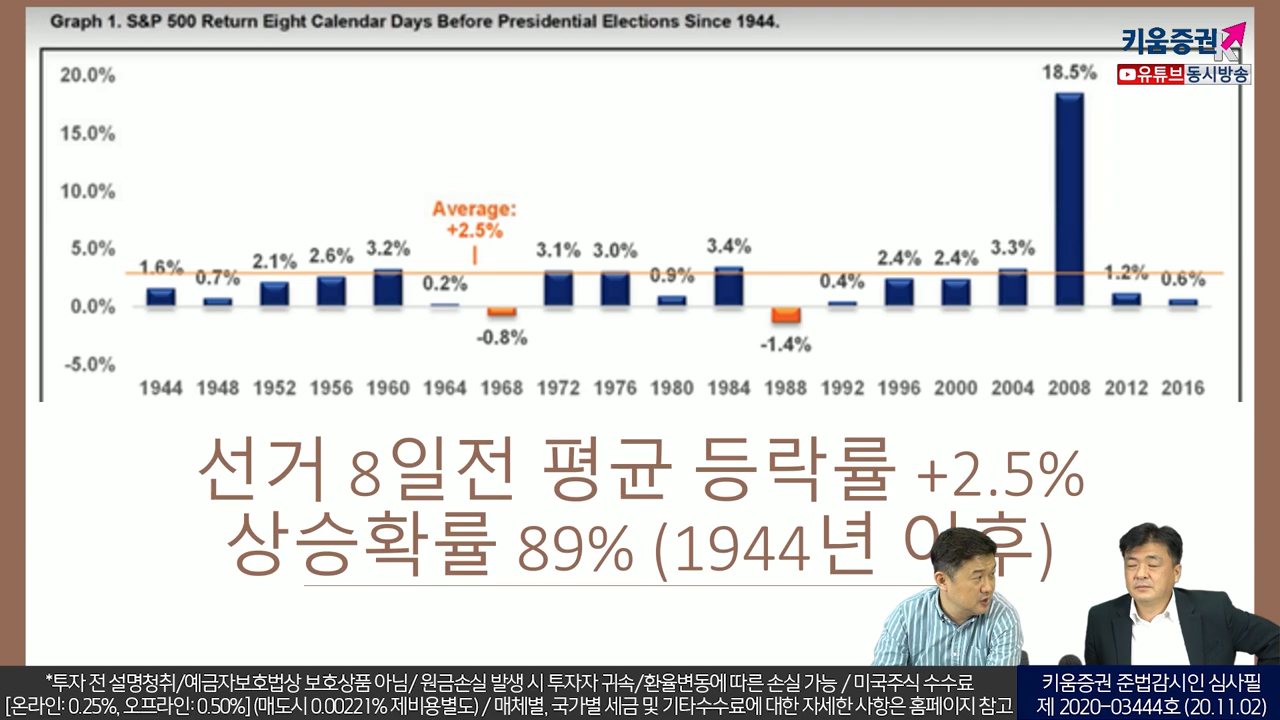 Graph 1. S&P 500 Return Eight Calendar Days Before Presidential Elections Since 1944.
키움증권
유튜브 동시방송
20.0%
15.0%
10.0%
5.0%
0.0%
-5.0%
Average:
+2.5%
1.6% 0.7% 2.1% 2.6% 3.2% 0.2% -0.8% 3.1% 3.0% 0.9% 3.4% -1.4% 0.4% 2.4% 2.4% 3.3% 18.5% 1.2% 0.6%
1944 1948 1952 1956 1960 1964 1968 1972 1976 1980 1984 1988 1992 1996 2000 2004 2008 2012 2016
선거 8일전 평균 등락률 +2.5%
상승확률 89% (1944년 이후)
*투자 전 설명청취/예금자보호법상 보호상품 아님/ 원금손실 발생 시 투자자 귀속/환율변동에 따른 손실 가능 / 미국주식 수수료
[온라인: 0.25%, 오프라인: 0.50%] (매도시 0.00221% 제비용별도) / 매체별, 국가별 세금 및 기타수수료에 대한 자세한 사항은 홈페이지 참고
키움증권 준법감시인 심사필
제 2020-03444호 (20.11.02)